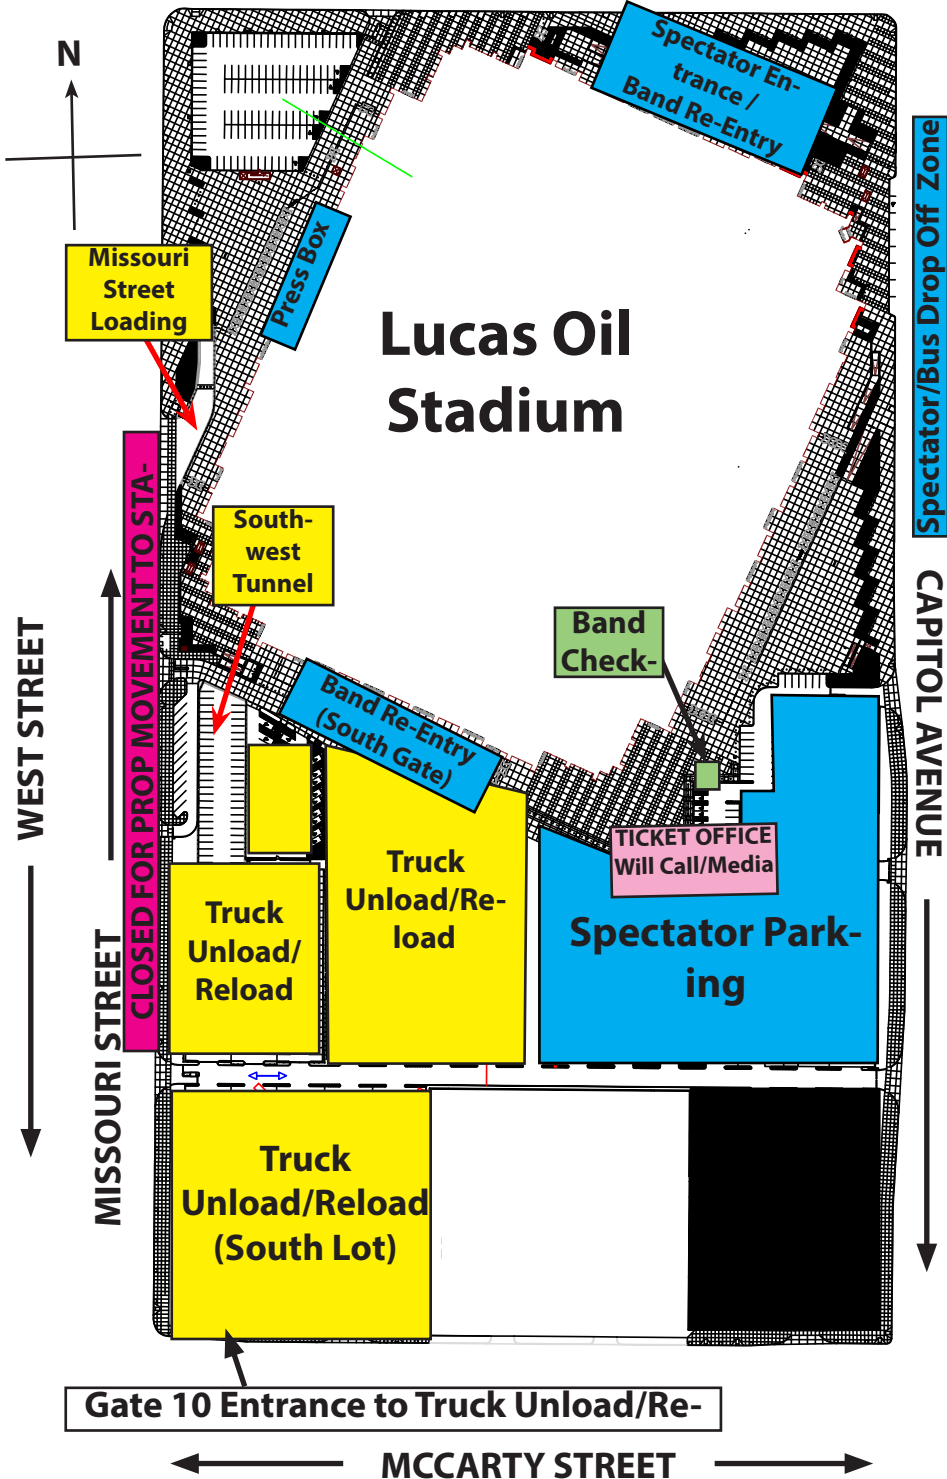 N
Spectator En-
trance /
Band Re-Entry
Spectator/Bus Drop Off Zone
Missouri
Street
Loading
Press Box
Lucas Oil
Stadium
CLOSED FOR PROP MOVEMENT TO STA-
South-
west
Tunnel
Band
Check-
WEST STREET
CAPITOL AVENUE
Band Re-Entry
(South Gate)
TICKET OFFICE
Will Call/Media
Truck
Unload/Re-
load
Truck
Unload/
Reload
Spectator Park-
ing
MISSOURI STREET
Truck
Unload/Reload
(South Lot)
Gate 10 Entrance to Truck Unload/Re-
MCCARTY STREET